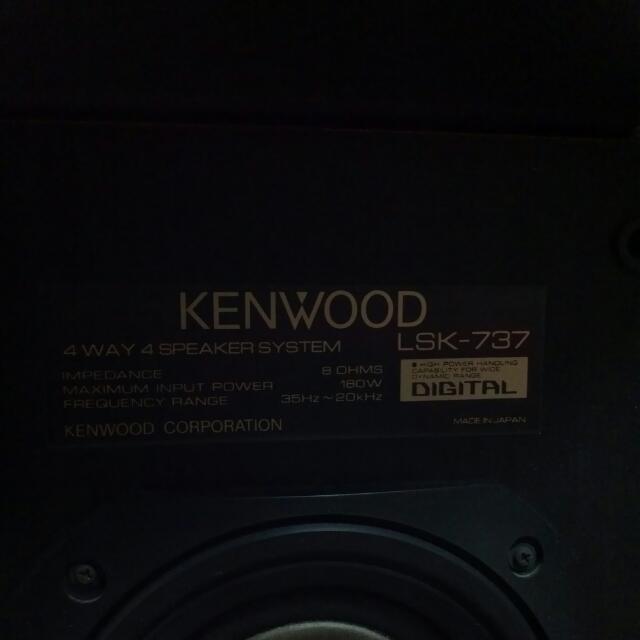 KENWOOD
4 WAY 4 SPEAKER SYSTEM LSK-737
IMPEDANCE 8 OHMS
MAXIMUM INPUT POWER 160W
FREQUENCY RANGE 35Hz~20kHz
HIGH POWER HANDLING
CAPABILITY FOR WIDE
DYNAMIC RANGE
DIGITAL
KENWOOD CORPORATION MADE IN JAPAN